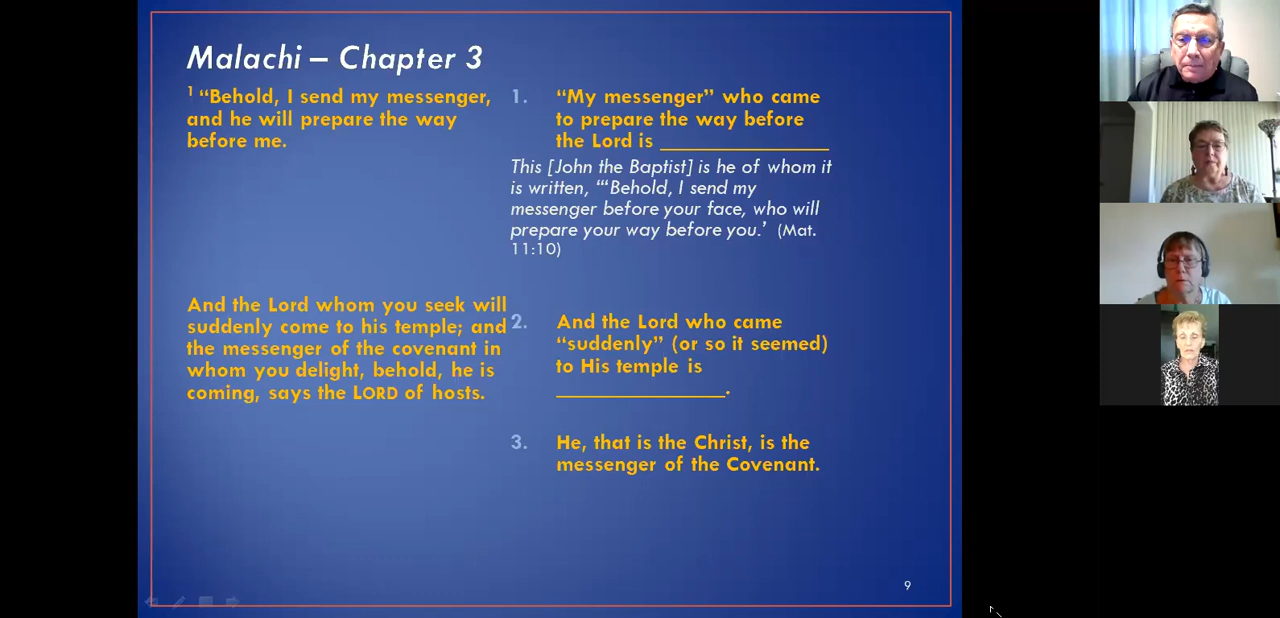 Malachi – Chapter 3
1 “Behold, I send my messenger,
and he will prepare the way
before me.
And the Lord whom you seek will
suddenly come to his temple; and
the messenger of the covenant in
whom you delight, behold, he is
coming, says the LORD of hosts.
1. “My messenger” who came
to prepare the way before
the Lord is _______________
This [John the Baptist] is he of whom it
is written, “‘Behold, I send my
messenger before your face, who will
prepare your way before you.’ (Mat.
11:10)
2. And the Lord who came
“suddenly” (or so it seemed)
to His temple is
_______________.
3. He, that is the Christ, is the
messenger of the Covenant.
9